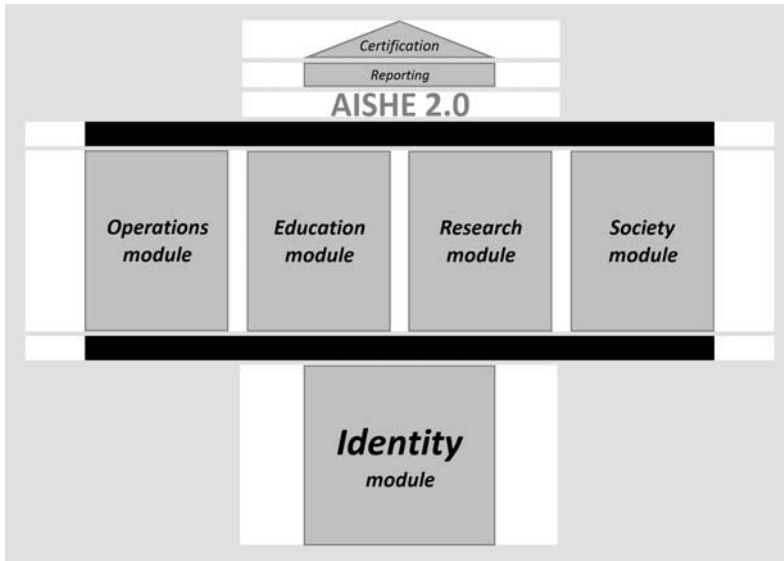 Certification
Reporting
AISHE 2.0
Operations
module
Education
module
Research
module
Society
module
Identity
module